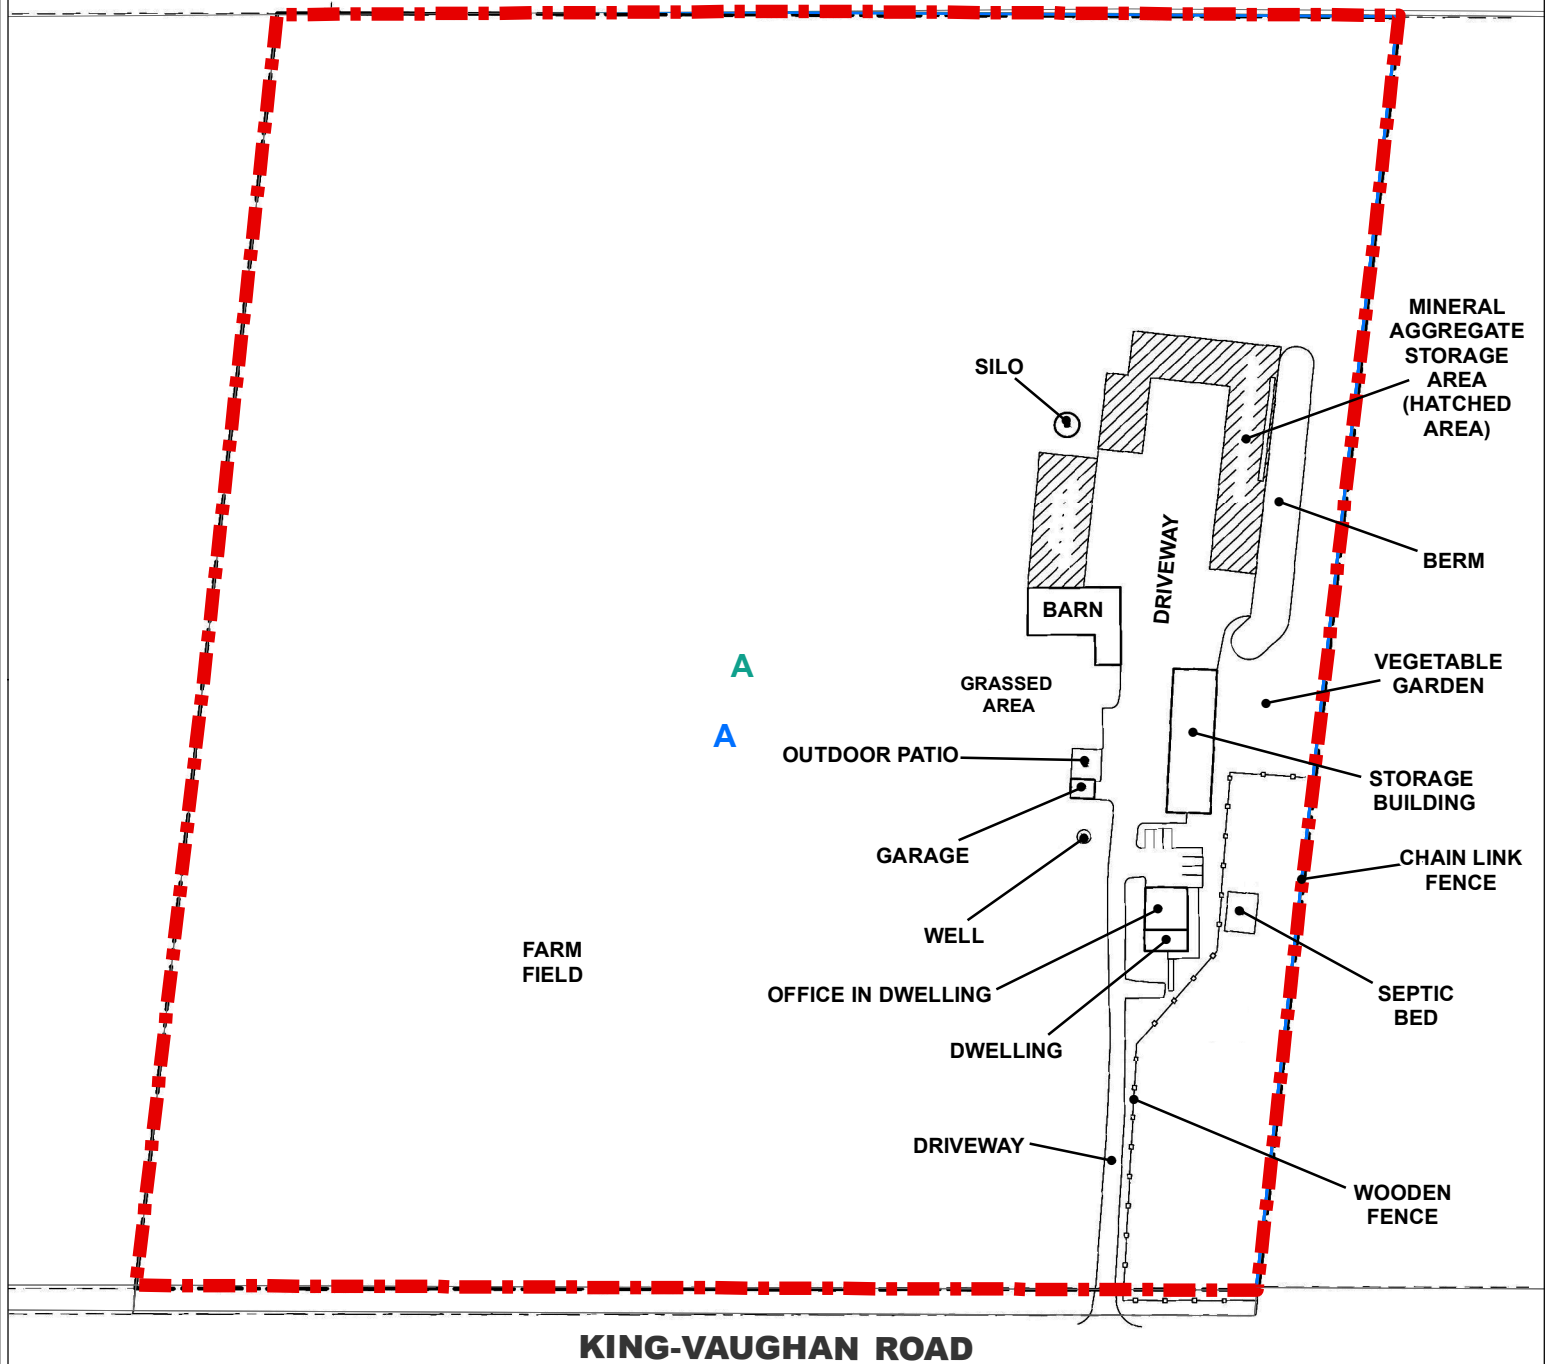 MINERAL
AGGREGATE
STORAGE
AREA
(HATCHED
AREA)
SILO
BERM
DRIVEWAY
BARN
A
VEGETABLE
GARDEN
GRASSED
AREA
A
OUTDOOR PATIO
STORAGE
BUILDING
GARAGE
CHAIN LINK
FENCE
WELL
FARM
FIELD
OFFICE IN DWELLING
SEPTIC
BED
DWELLING
DRIVEWAY
WOODEN
FENCE
KING-VAUGHAN ROAD